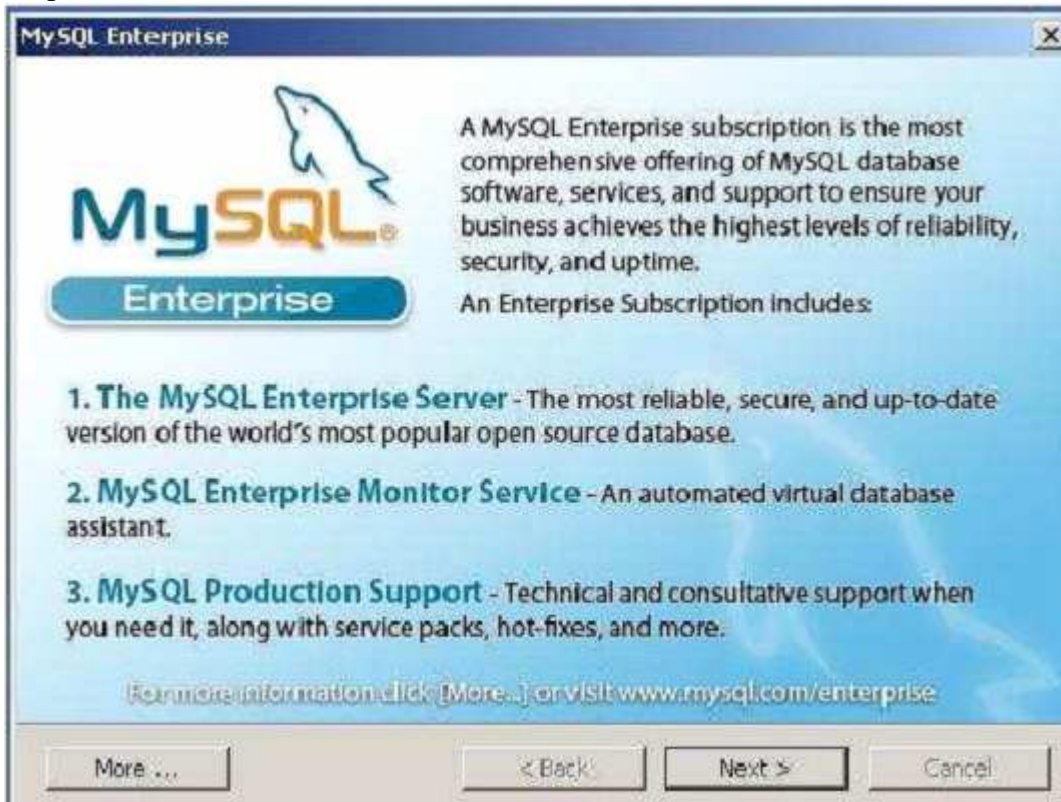 MySQL Enterprise
MySQL®
Enterprise
A MySQL Enterprise subscription is the most
comprehensive offering of MySQL database
software, services, and support to ensure your
business achieves the highest levels of reliability,
security, and uptime.
An Enterprise Subscription includes:
1. The MySQL Enterprise Server - The most reliable, secure, and up-to-date
version of the world's most popular open source database.
2. MySQL Enterprise Monitor Service - An automated virtual database
assistant.
3. MySQL Production Support - Technical and consultative support when
you need it, along with service packs, hot-fixes, and more.
For more information click [More...] or visit www.mysql.com/enterprise
More ...
< Back
Next >
Cancel